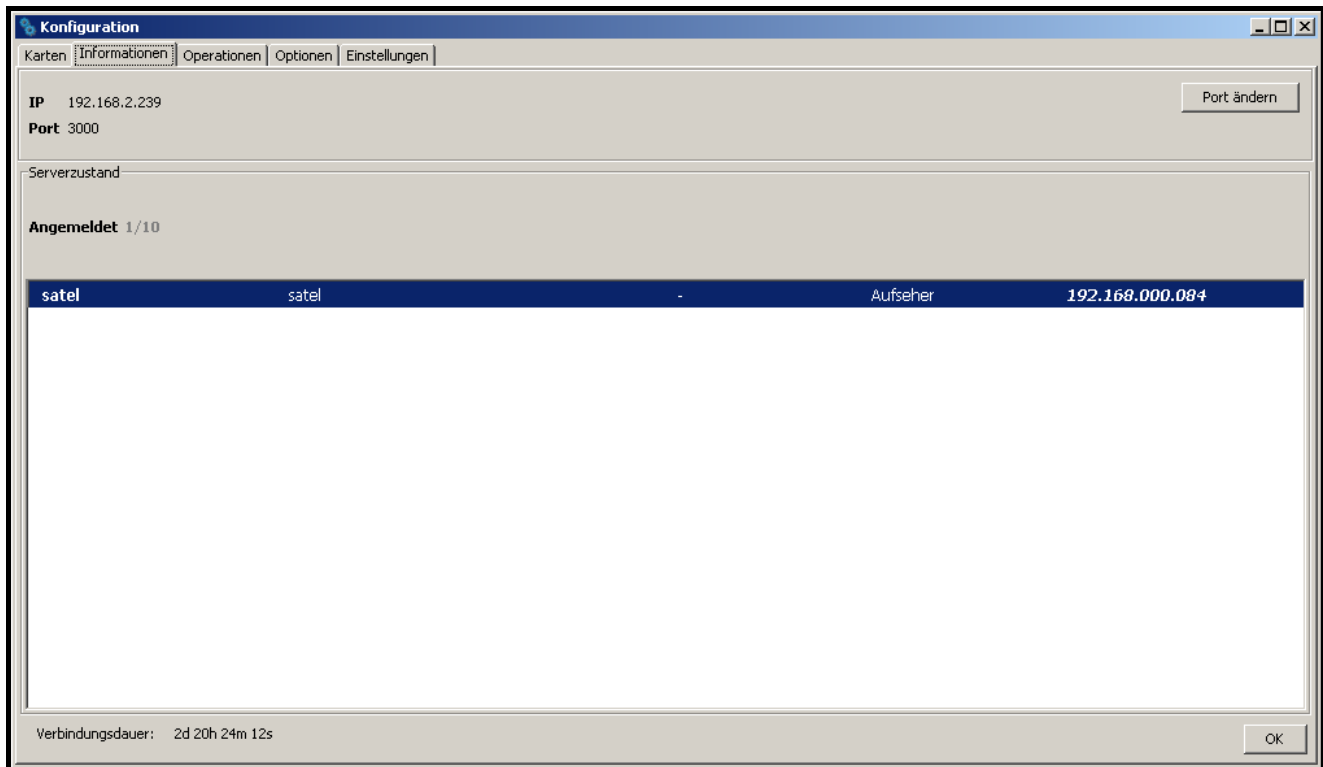 Konfiguration
Karten Informationen Operationen Optionen Einstellungen
IP 192.168.2.239 Port ändern
Port 3000
Serverzustand
Angemeldet 1/10
satel satel - Aufseher 192.168.000.084
Verbindungsdauer: 2d 20h 24m 12s OK